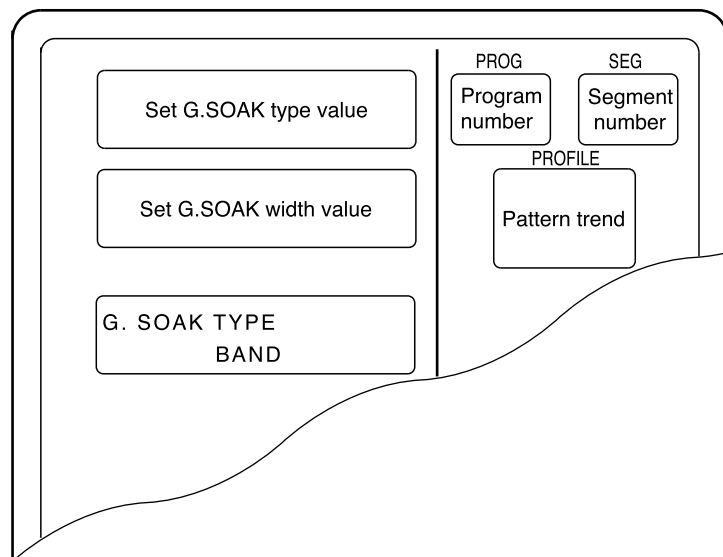 Set G.SOAK type value
Set G.SOAK width value
G. SOAK TYPE
BAND
PROG
SEG
Program
number
Segment
number
PROFILE
Pattern trend